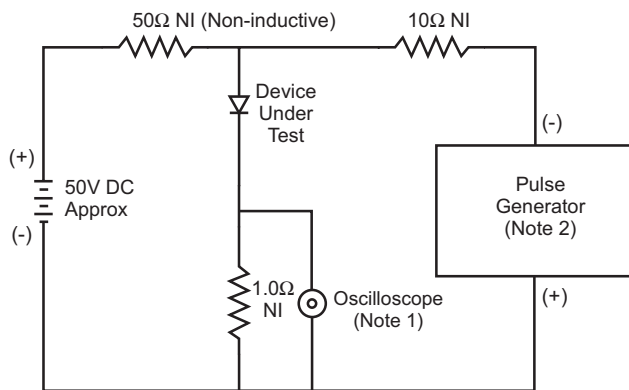 50Ω NI (Non-inductive)
10Ω NI
Device
Under
Test
(-)
(+)
50V DC
Approx
(-)
Pulse
Generator
(Note 2)
1.0Ω
NI
Oscilloscope
(Note 1)
(+)